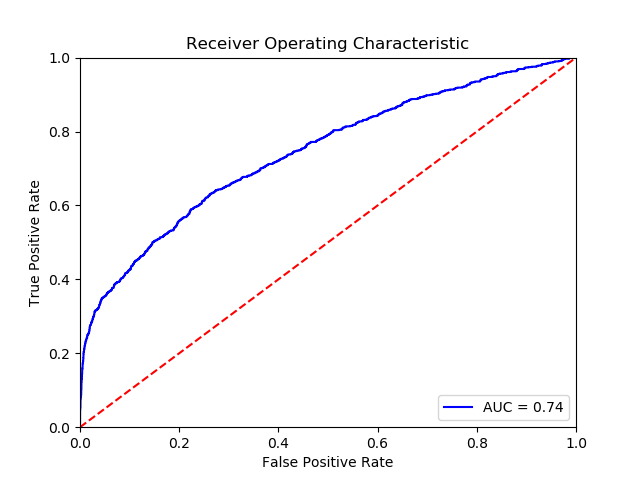 Receiver Operating Characteristic
1.0
0.8
0.6
0.4
0.2
0.0
True Positive Rate
AUC = 0.74
0.0 0.2 0.4 0.6 0.8 1.0
False Positive Rate